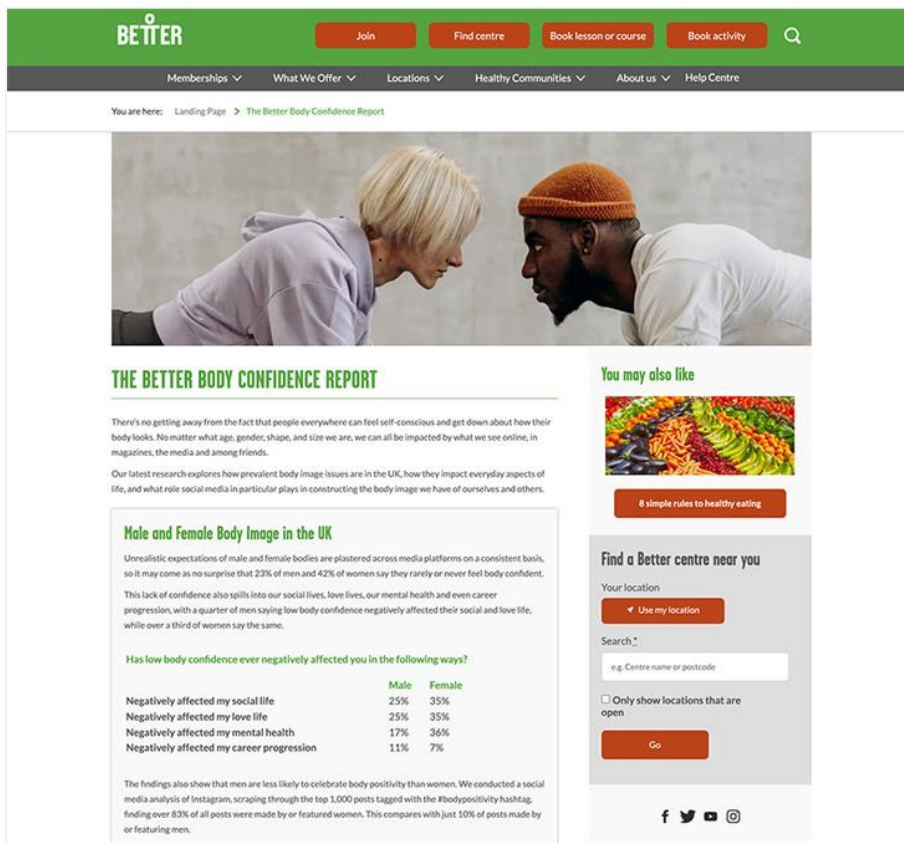 BETTER
Join
Find centre
Book lesson or course
Book activity
Memberships
What We Offer
Locations
Healthy Communities
About us
Help Centre
You are here: Landing Page > The Better Body Confidence Report
THE BETTER BODY CONFIDENCE REPORT
There's no getting away from the fact that people everywhere can feel self-conscious and get down about how their
body looks. No matter what age, gender, shape, and size we are, we can all be impacted by what we see online, in
magazines, the media and among friends.
Our latest research explores how prevalent body image issues are in the UK, how they impact everyday aspects of
life, and what role social media in particular plays in constructing the body image we have of ourselves and others.
Male and Female Body Image in the UK
Unrealistic expectations of male and female bodies are plastered across media platforms on a consistent basis,
so it may come as no surprise that 23% of men and 42% of women say they rarely or never feel body confident.
This lack of confidence also spills into our social lives, love lives, our mental health and even career
progression, with a quarter of men saying low body confidence negatively affected their social and love life,
while over a third of women say the same.
Has low body confidence ever negatively affected you in the following ways?
Male Female
Negatively affected my social life 25% 35%
Negatively affected my love life 25% 35%
Negatively affected my mental health 17% 36%
Negatively affected my career progression 11% 7%
The findings also show that men are less likely to celebrate body positivity than women. We conducted a social
media analysis of Instagram, scraping through the top 1,000 posts tagged with the #bodypositivity hashtag,
finding over 83% of all posts were made by or featured women. This compares with just 10% of posts made by
or featuring men.
You may also like
8 simple rules to healthy eating
Find a Better centre near you
Your location
Use my location
Search *
e.g. Centre name or postcode
Only show locations that are
open
Go